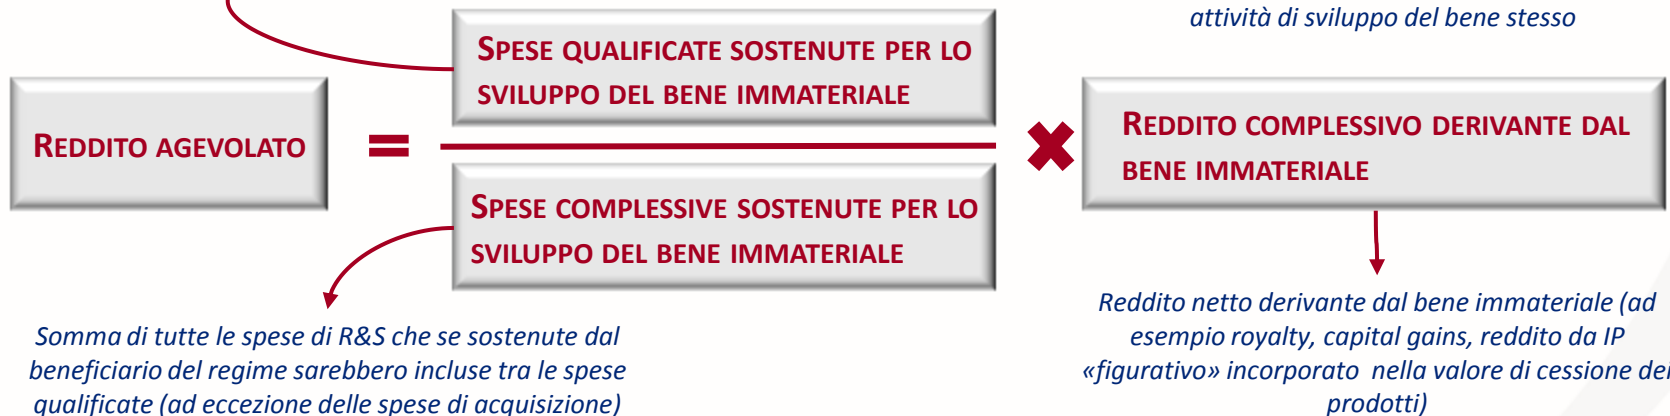 attività di sviluppo del bene stesso
SPESE QUALIFICATE SOSTENUTE PER LO
SVILUPPO DEL BENE IMMATERIALE
REDDITO AGEVOLATO
=
SPESE COMPLESSIVE SOSTENUTE PER LO
SVILUPPO DEL BENE IMMATERIALE
✖
REDDITO COMPLESSIVO DERIVANTE DAL
BENE IMMATERIALE
Somma di tutte le spese di R&S che se sostenute dal
beneficiario del regime sarebbero incluse tra le spese
qualificate (ad eccezione delle spese di acquisizione)
Reddito netto derivante dal bene immateriale (ad
esempio royalty, capital gains, reddito da IP
«figurativo» incorporato nella valore di cessione dei
prodotti)